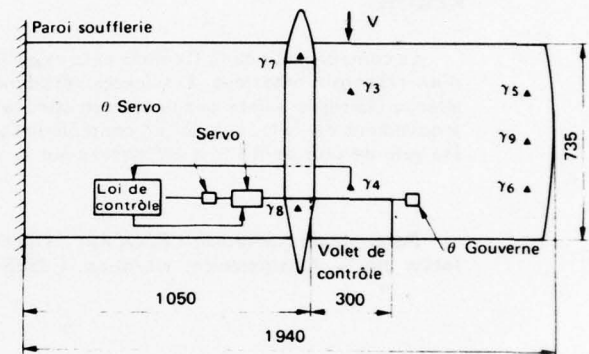 Paroi soufflerie
V
γ7
γ3
γ5
θ Servo
Servo
γ9
735
Loi de
contrôle
γ4
γ6
γ8
θ Gouverne
Volet de
contrôle
1050
300
1940